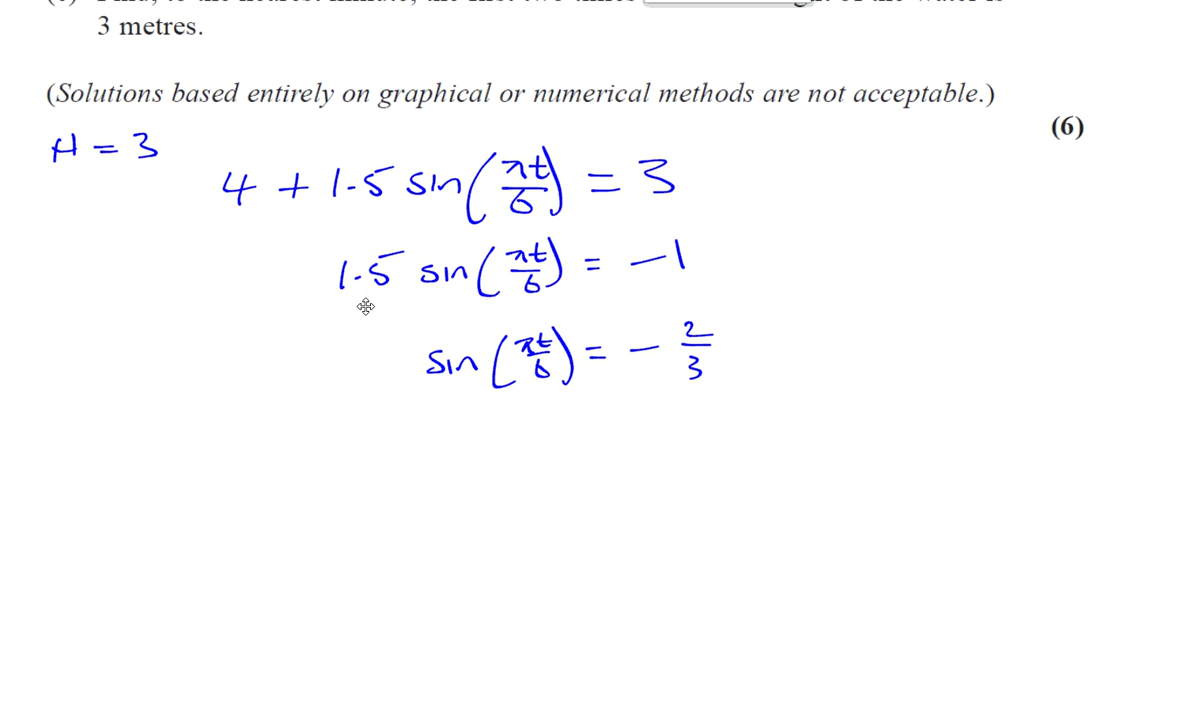 3 metres.
(Solutions based entirely on graphical or numerical methods are not acceptable.)
(6)
H = 3
4 + 1.5 sin(πt/6) = 3
1.5 sin(πt/6) = -1
sin(πt/6) = - 2/3